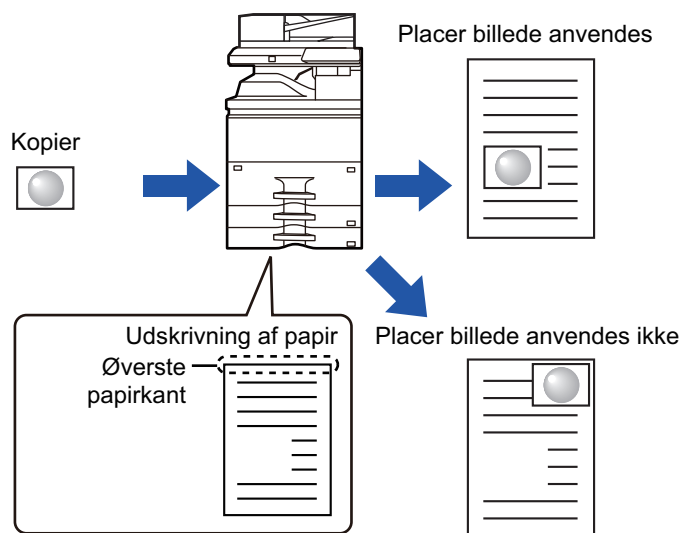 Placer billede anvendes
Kopier
Udskrivning af papir
Øverste
papirkant
Placer billede anvendes ikke